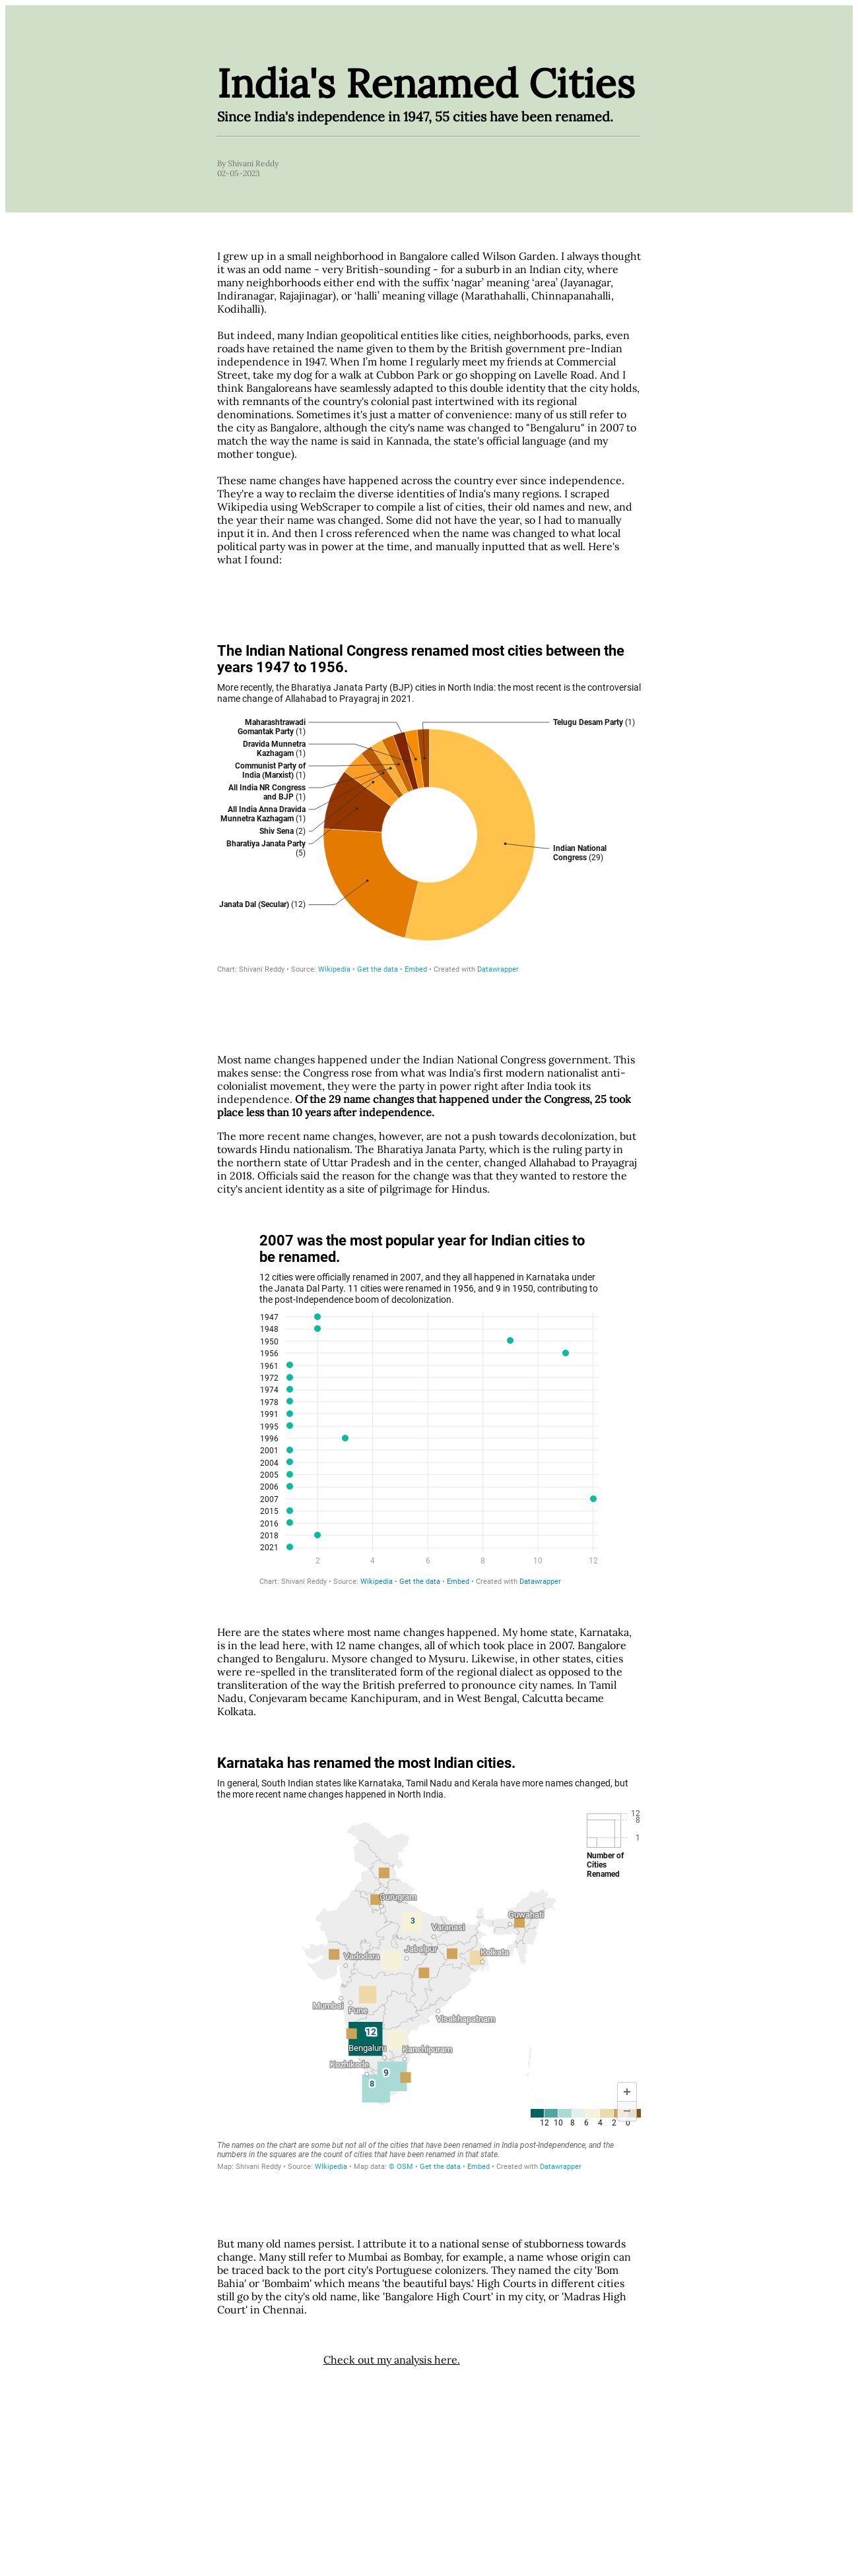 India's Renamed Cities
Since India's independence in 1947, 55 cities have been renamed.
By Shivani Reddy
02-05-2023
I grew up in a small neighborhood in Bangalore called Wilson Garden. I always thought
it was an odd name - very British-sounding - for a suburb in an Indian city, where
many neighborhoods either end with the suffix ‘nagar’ meaning ‘area’ (Jayanagar,
Indiranagar, Rajajinagar), or ‘halli’ meaning village (Marathahalli, Chinnapanahalli,
Kodihalli).
But indeed, many Indian geopolitical entities like cities, neighborhoods, parks, even
roads have retained the name given to them by the British government pre-Indian
independence in 1947. When I’m home I regularly meet my friends at Commercial
Street, take my dog for a walk at Cubbon Park or go shopping on Lavelle Road. And I
think Bangaloreans have seamlessly adapted to this double identity that the city holds,
with remnants of the country's colonial past intertwined with its regional
denominations. Sometimes it's just a matter of convenience: many of us still refer to
the city as Bangalore, although the city's name was changed to "Bengaluru" in 2007 to
match the way the name is said in Kannada, the state's official language (and my
mother tongue).
These name changes have happened across the country ever since independence.
They're a way to reclaim the diverse identities of India's many regions. I scraped
Wikipedia using WebScraper to compile a list of cities, their old names and new, and
the year their name was changed. Some did not have the year, so I had to manually
input it in. And then I cross referenced when the name was changed to what local
political party was in power at the time, and manually inputted that as well. Here's
what I found:
The Indian National Congress renamed most cities between the
years 1947 to 1956.
More recently, the Bharatiya Janata Party (BJP) cities in North India: the most recent is the controversial
name change of Allahabad to Prayagraj in 2021.
Maharashtrawadi
Gomantak Party (1)
Telugu Desam Party (1)
Dravida Munnetra
Kazhagam (1)
Communist Party of
India (Marxist) (1)
All India NR Congress
and BJP (1)
All India Anna Dravida
Munnetra Kazhagam (1)
Shiv Sena (2)
Bharatiya Janata Party
(5)
Indian National
Congress (29)
Janata Dal (Secular) (12)
Chart: Shivani Reddy • Source: Wikipedia • Get the data • Embed • Created with Datawrapper
Most name changes happened under the Indian National Congress government. This
makes sense: the Congress rose from what was India's first modern nationalist anti-
colonialist movement, they were the party in power right after India took its
independence. Of the 29 name changes that happened under the Congress, 25 took
place less than 10 years after independence.
The more recent name changes, however, are not a push towards decolonization, but
towards Hindu nationalism. The Bharatiya Janata Party, which is the ruling party in
the northern state of Uttar Pradesh and in the center, changed Allahabad to Prayagraj
in 2018. Officials said the reason for the change was that they wanted to restore the
city's ancient identity as a site of pilgrimage for Hindus.
2007 was the most popular year for Indian cities to
be renamed.
12 cities were officially renamed in 2007, and they all happened in Karnataka under
the Janata Dal Party. 11 cities were renamed in 1956, and 9 in 1950, contributing to
the post-Independence boom of decolonization.
1947
1948
1950
1956
1961
1972
1974
1978
1991
1995
1996
2001
2004
2005
2006
2007
2015
2016
2018
2021
2 4 6 8 10 12
Chart: Shivani Reddy • Source: Wikipedia • Get the data • Embed • Created with Datawrapper
Here are the states where most name changes happened. My home state, Karnataka,
is in the lead here, with 12 name changes, all of which took place in 2007. Bangalore
changed to Bengaluru. Mysore changed to Mysuru. Likewise, in other states, cities
were re-spelled in the transliterated form of the regional dialect as opposed to the
transliteration of the way the British preferred to pronounce city names. In Tamil
Nadu, Conjevaram became Kanchipuram, and in West Bengal, Calcutta became
Kolkata.
Karnataka has renamed the most Indian cities.
In general, South Indian states like Karnataka, Tamil Nadu and Kerala have more names changed, but
the more recent name changes happened in North India.
12
8
1
Number of
Cities
Renamed
Gurugram
3
Guwahati
Varanasi
Jabalpur
Kolkata
Vadodara
Mumbai
Pune
Visakhapatnam
12
Bengaluru
Kanchipuram
Kozhikode
9
8
+
−
12 10 8 6 4 2 0
The names on the chart are some but not all of the cities that have been renamed in India post-Independence, and the
numbers in the squares are the count of cities that have been renamed in that state.
Map: Shivani Reddy • Source: WIkipedia • Map data: © OSM • Get the data • Embed • Created with Datawrapper
But many old names persist. I attribute it to a national sense of stubborness towards
change. Many still refer to Mumbai as Bombay, for example, a name whose origin can
be traced back to the port city's Portuguese colonizers. They named the city 'Bom
Bahia' or 'Bombaim' which means 'the beautiful bays.' High Courts in different cities
still go by the city's old name, like 'Bangalore High Court' in my city, or 'Madras High
Court' in Chennai.
Check out my analysis here.